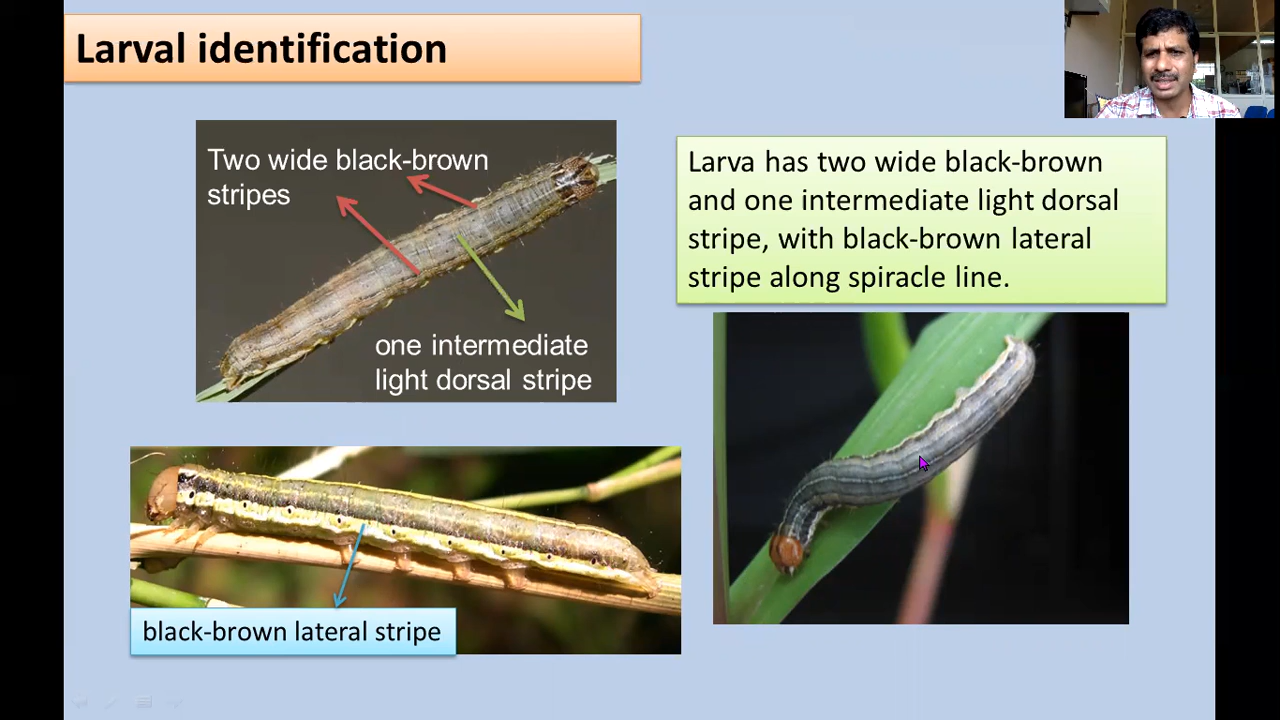 Larval identification
Two wide black-brown
stripes
one intermediate
light dorsal stripe
Larva has two wide black-brown
and one intermediate light dorsal
stripe, with black-brown lateral
stripe along spiracle line.
black-brown lateral stripe